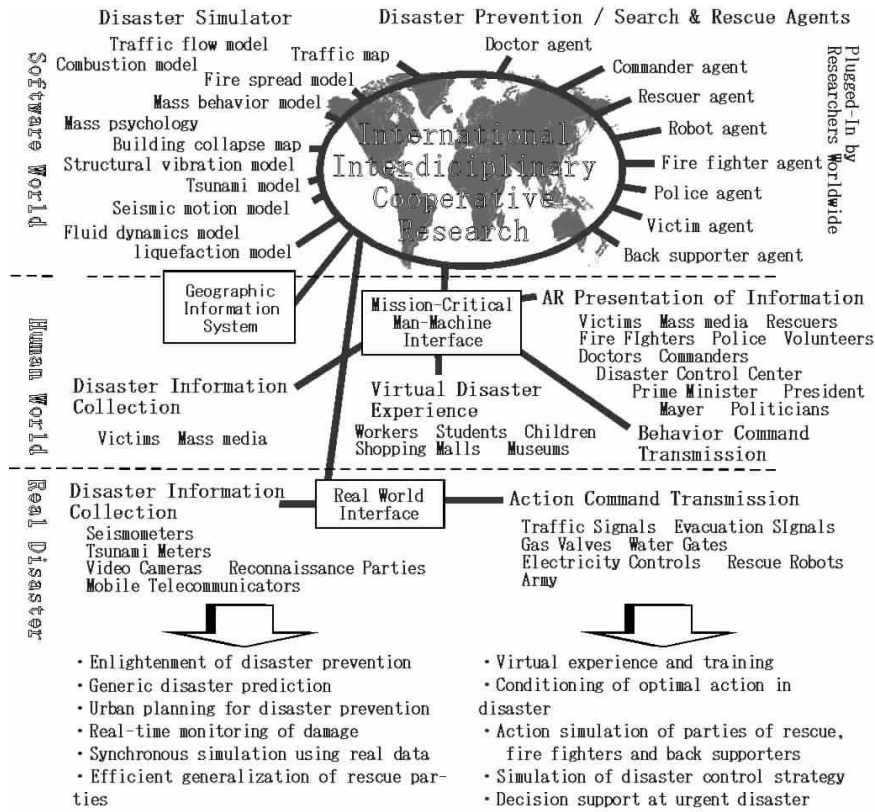 Disaster Simulator
Disaster Prevention / Search & Rescue Agents
Software World
Traffic flow model
Combustion model
Traffic map
Fire spread model
Mass behavior model
Mass psychology
Building collapse map
Structural vibration model
Tsunami model
Seismic motion model
Fluid dynamics model
liquefaction model
International
Interdiciplinary
Cooperative
Research
Doctor agent
Commander agent
Rescuer agent
Robot agent
Fire fighter agent
Police agent
Victim agent
Back supporter agent
Plugged-In by
Researchers Worldwide
Human World
Geographic
Information
System
Mission-Critical
Man-Machine
Interface
AR Presentation of Information
Victims Mass media Rescuers
Fire FIghters Police Volunteers
Doctors Commanders
Disaster Control Center
Prime Minister President
Mayer Politicians
Disaster Information
Collection
Victims Mass media
Virtual Disaster
Experience
Workers Students Children
Shopping Malls Museums
Behavior Command
Transmission
Real Disaster
Disaster Information
Collection
Seismometers
Tsunami Meters
Video Cameras Reconnaissance Parties
Mobile Telecommunicators
Real World
Interface
Action Command Transmission
Traffic Signals Evacuation SIgnals
Gas Valves Water Gates
Electricity Controls Rescue Robots
Army
・Enlightenment of disaster prevention
・Generic disaster prediction
・Urban planning for disaster prevention
・Real-time monitoring of damage
・Synchronous simulation using real data
・Efficient generalization of rescue par-
ties
・Virtual experience and training
・Conditioning of optimal action in
disaster
・Action simulation of parties of rescue,
fire fighters and back supporters
・Simulation of disaster control strategy
・Decision support at urgent disaster